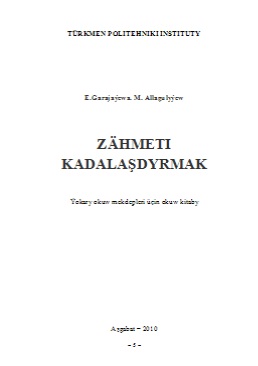 TÜRKMEN POLITEHNIKI INSTITUTY
E.Garajaýewa. M. Allagulyýew
ZÄHMETI
KADALAŞDYRMAK
Ýokary okuw mekdepleri üçin okuw kitaby
Aşgabat – 2010
– 5 –